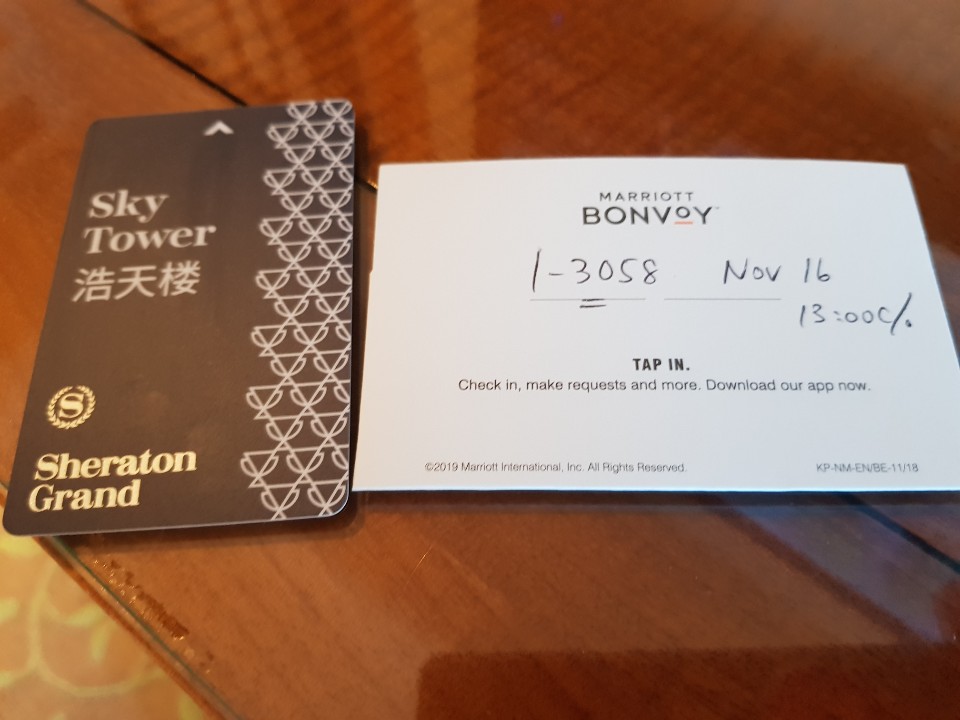 Sky
Tower
浩天楼
S
Sheraton
Grand
MARRIOTT
BONVOY™
1-3058 Nov 16
13:00C/.
TAP IN.
Check in, make requests and more. Download our app now.
©2019 Marriott International, Inc. All Rights Reserved. KP-NM-EN/BE-11/18